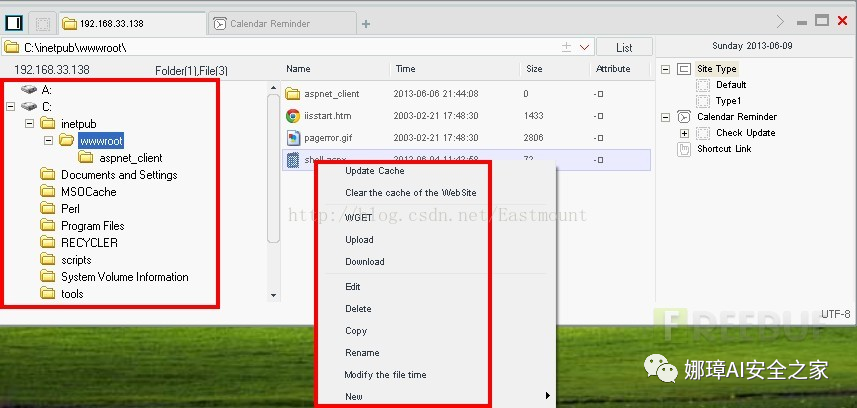 192.168.33.138
Calendar Reminder
C:\inetpub\wwwroot\
List
Sunday 2013-06-09
192.168.33.138
Folder(1),File(3)
Name Time Size Attribute
A:
C:
inetpub
wwwroot
aspnet_client
Documents and Settings
MSOCache
Perl
Program Files
RECYCLER
scripts
System Volume Information
tools
aspnet_client 2013-06-06 21:44:08 0
iisstart.htm 2003-02-21 17:48:30 1433
pagerror.gif 2003-02-21 17:48:30 2806
shell.aspx 2013-06-04 11:43:58 72
Update Cache
Clear the cache of the WebSite
WGET
Upload
Download
Edit
Delete
Copy
Rename
Modify the file time
New
Site Type
Default
Type1
Calendar Reminder
Check Update
Shortcut Link
http://blog.csdn.net/Eastmount
UTF-8
FREEBUF
娜璋AI安全之家